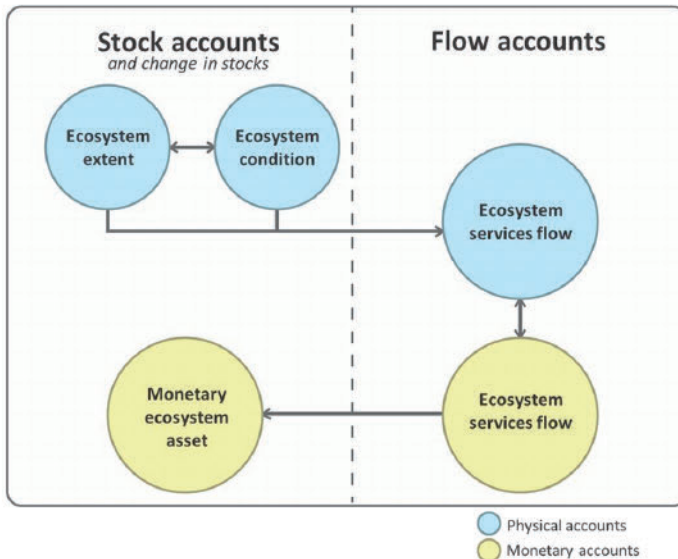 Stock accounts
and change in stocks
Flow accounts
Ecosystem
extent
Ecosystem
condition
Ecosystem
services flow
Monetary
ecosystem
asset
Ecosystem
services flow
Physical accounts
Monetary accounts